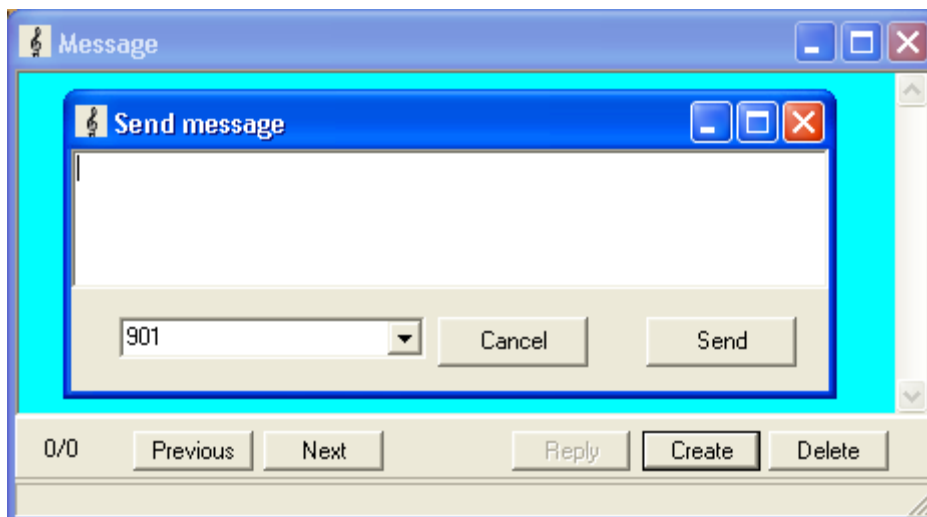 Message
Send message
901
Cancel
Send
0/0
Previous
Next
Reply
Create
Delete